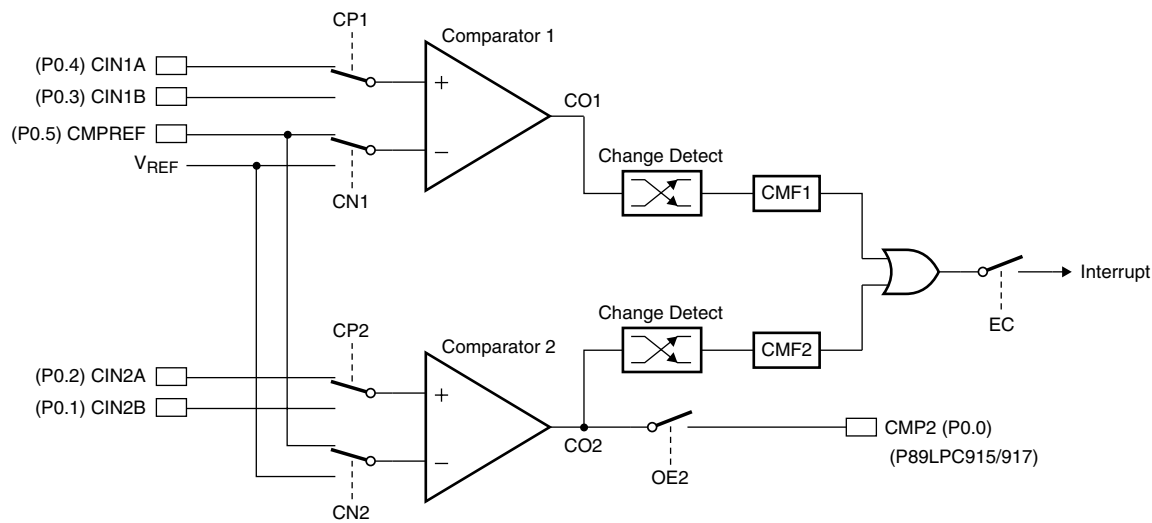 CP1
Comparator 1
(P0.4) CIN1A
(P0.3) CIN1B
+
CO1
(P0.5) CMPREF
−
VREF
CN1
Change Detect
CMF1
Interrupt
EC
Change Detect
CMF2
CP2
Comparator 2
(P0.2) CIN2A
(P0.1) CIN2B
+
CO2
−
OE2
CMP2 (P0.0)
(P89LPC915/917)
CN2